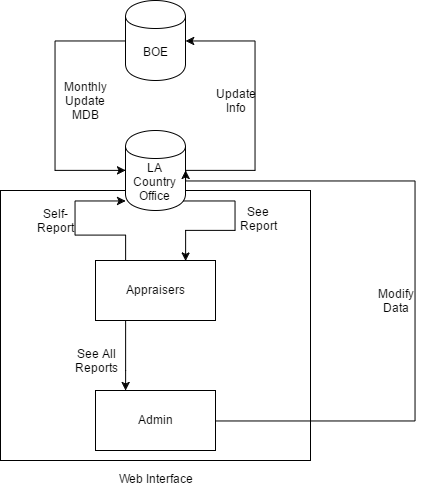 BOE
Monthly
Update
MDB
Update
Info
LA
Country
Office
Self-
Report
See
Report
Appraisers
Modify
Data
See All
Reports
Admin
Web Interface